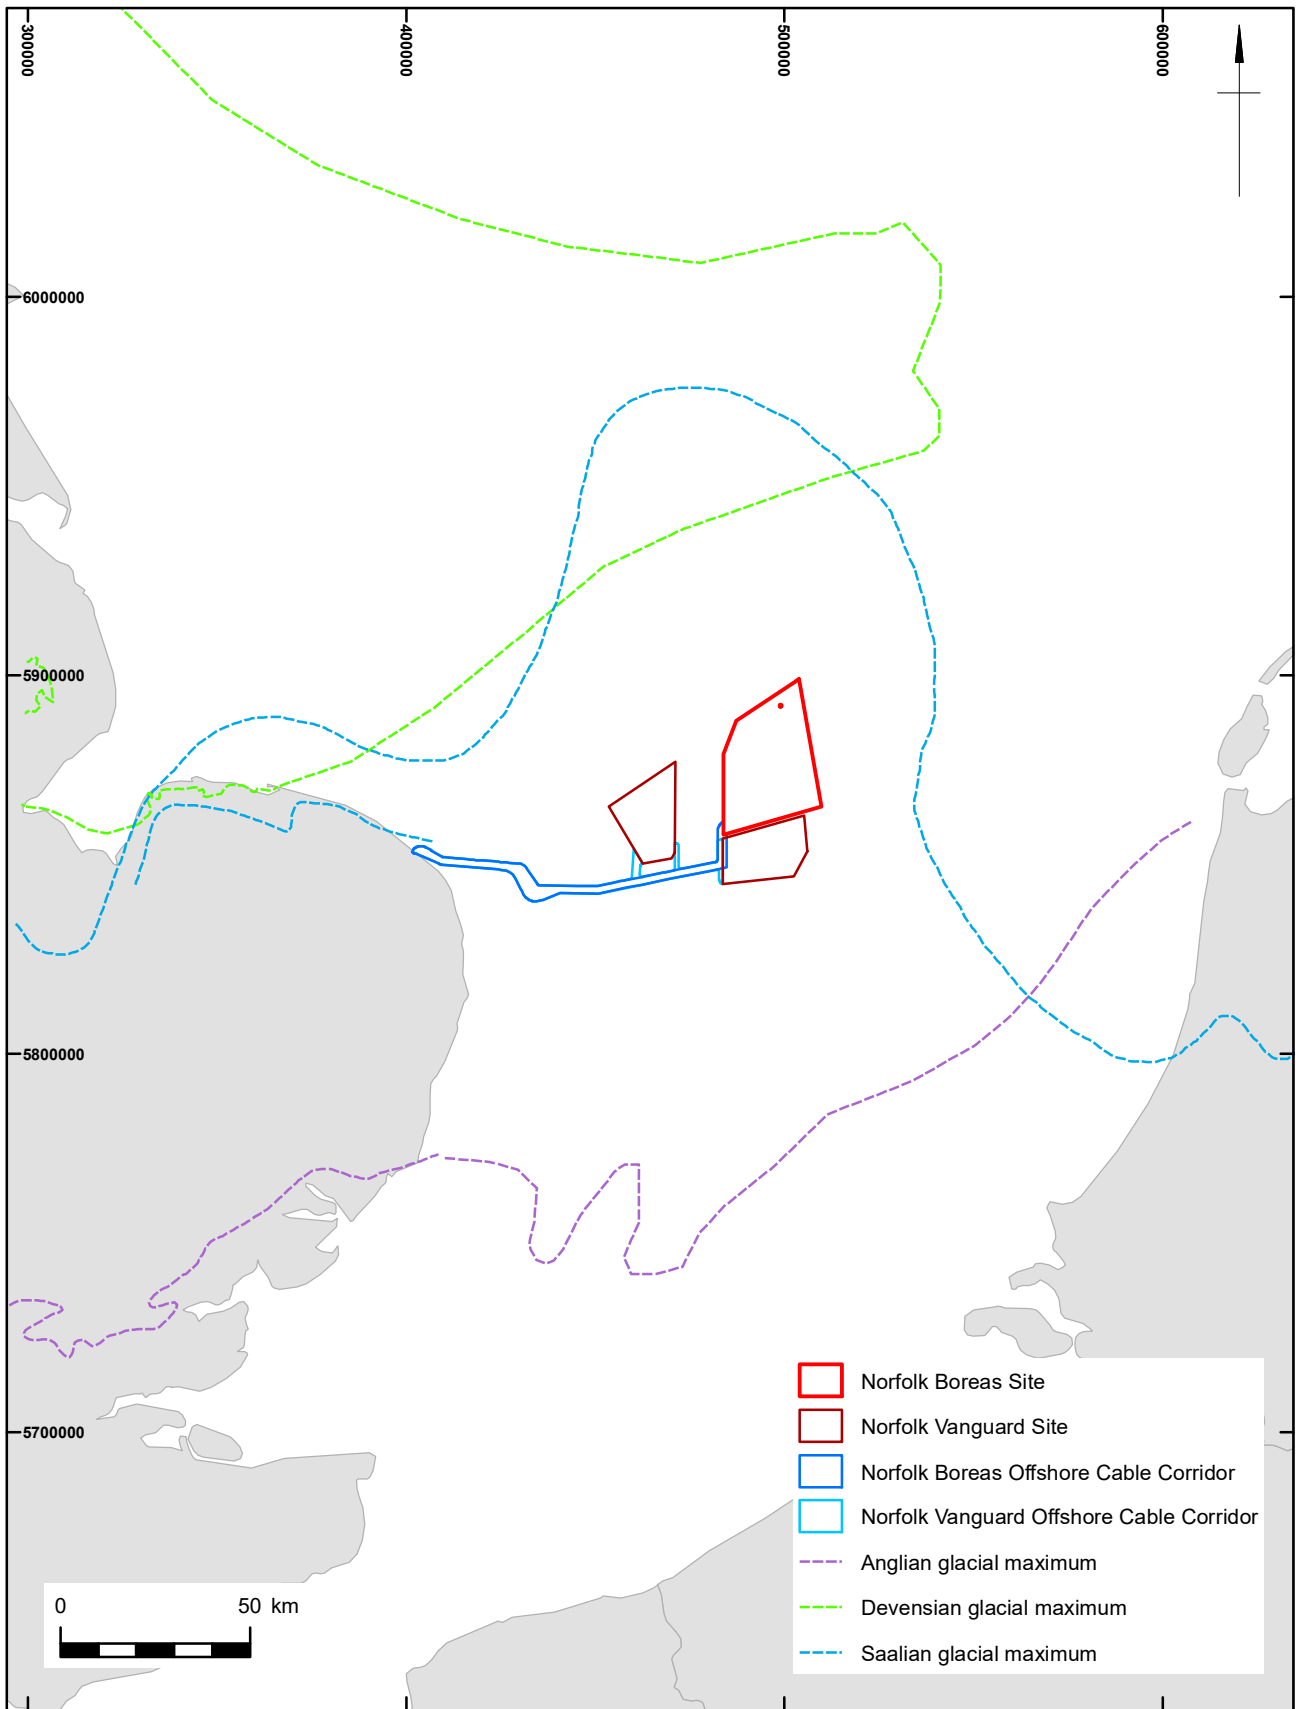 300000
400000
500000
600000
6000000
5900000
5800000
5700000
Norfolk Boreas Site
Norfolk Vanguard Site
Norfolk Boreas Offshore Cable Corridor
Norfolk Vanguard Offshore Cable Corridor
Anglian glacial maximum
Devensian glacial maximum
Saalian glacial maximum
0 50 km